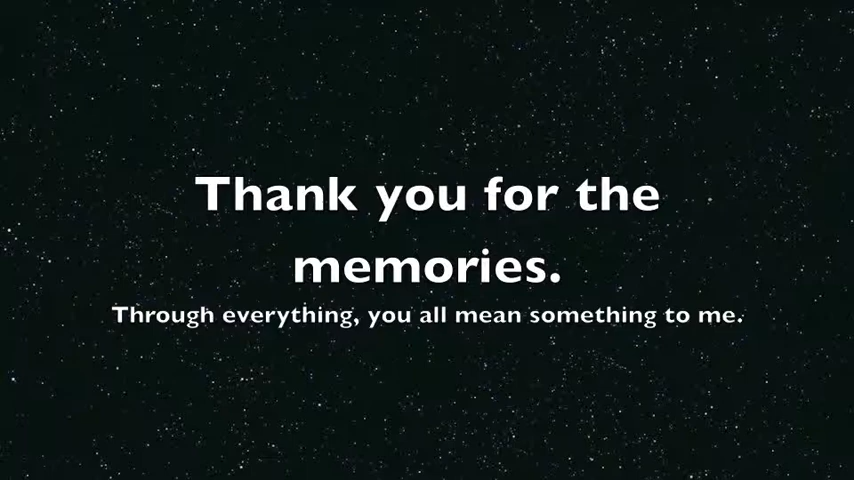 Thank you for the
memories.
Through everything, you all mean something to me.